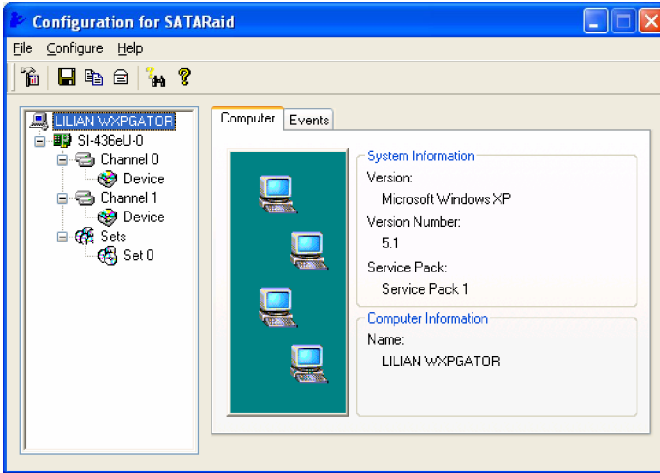 Configuration for SATARaid
File Configure Help
LILIAN WXPGATOR
SI-436eU-0
Channel 0
Device
Channel 1
Device
Sets
Set 0
Computer Events
System Information
Version:
Microsoft Windows XP
Version Number:
5.1
Service Pack:
Service Pack 1
Computer Information
Name:
LILIAN WXPGATOR